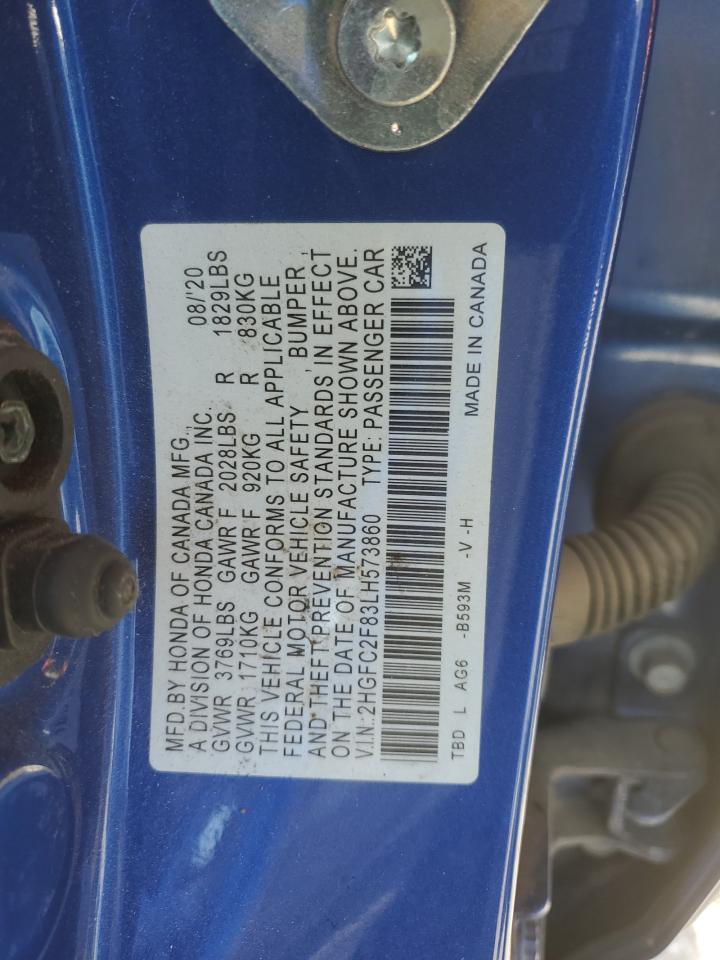 MFD.BY HONDA OF CANADA MFG., 08/'20
A DIVISION OF HONDA CANADA INC.
GVWR 3769LBS GAWR F 2028LBS R 1829LBS
GVWR 1710KG GAWR F 920KG R 830KG
THIS VEHICLE CONFORMS TO ALL APPLICABLE
FEDERAL MOTOR VEHICLE SAFETY , BUMPER ,
AND THEFT PREVENTION STANDARDS IN EFFECT
ON THE DATE OF MANUFACTURE SHOWN ABOVE.
V.I.N.: 2HGFC2F83LH573860 TYPE: PASSENGER CAR
TBD L AG6 -B593M -V -H MADE IN CANADA